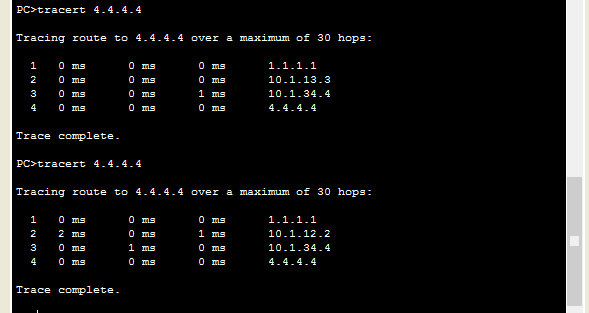 PC>tracert 4.4.4.4
Tracing route to 4.4.4.4 over a maximum of 30 hops:
1 0 ms 0 ms 0 ms 1.1.1.1
2 0 ms 0 ms 0 ms 10.1.13.3
3 0 ms 0 ms 1 ms 10.1.34.4
4 0 ms 0 ms 0 ms 4.4.4.4
Trace complete.
PC>tracert 4.4.4.4
Tracing route to 4.4.4.4 over a maximum of 30 hops:
1 0 ms 0 ms 0 ms 1.1.1.1
2 2 ms 0 ms 1 ms 10.1.12.2
3 0 ms 1 ms 0 ms 10.1.34.4
4 0 ms 0 ms 0 ms 4.4.4.4
Trace complete.